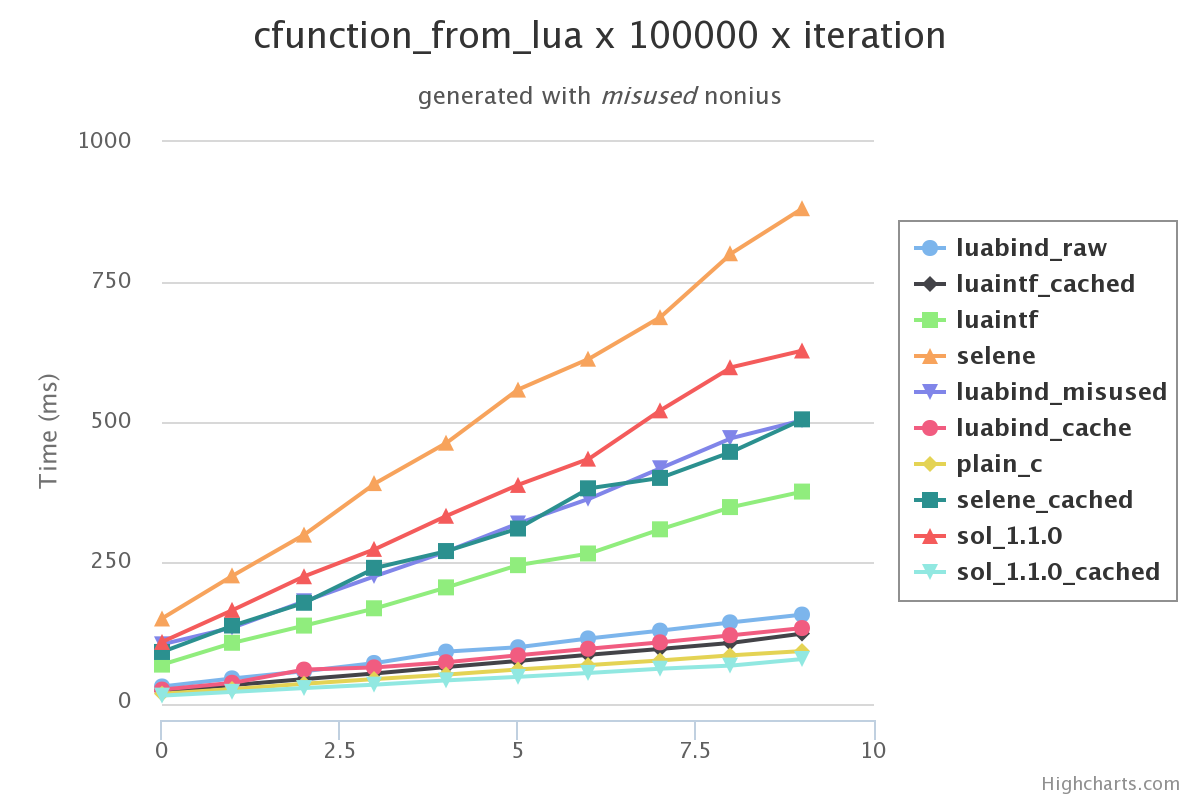 cfunction_from_lua x 100000 x iteration
generated with misused nonius
1000
750
500
250
0
Time (ms)
0 2.5 5 7.5 10
luabind_raw
luaintf_cached
luaintf
selene
luabind_misused
luabind_cache
plain_c
selene_cached
sol_1.1.0
sol_1.1.0_cached
Highcharts.com